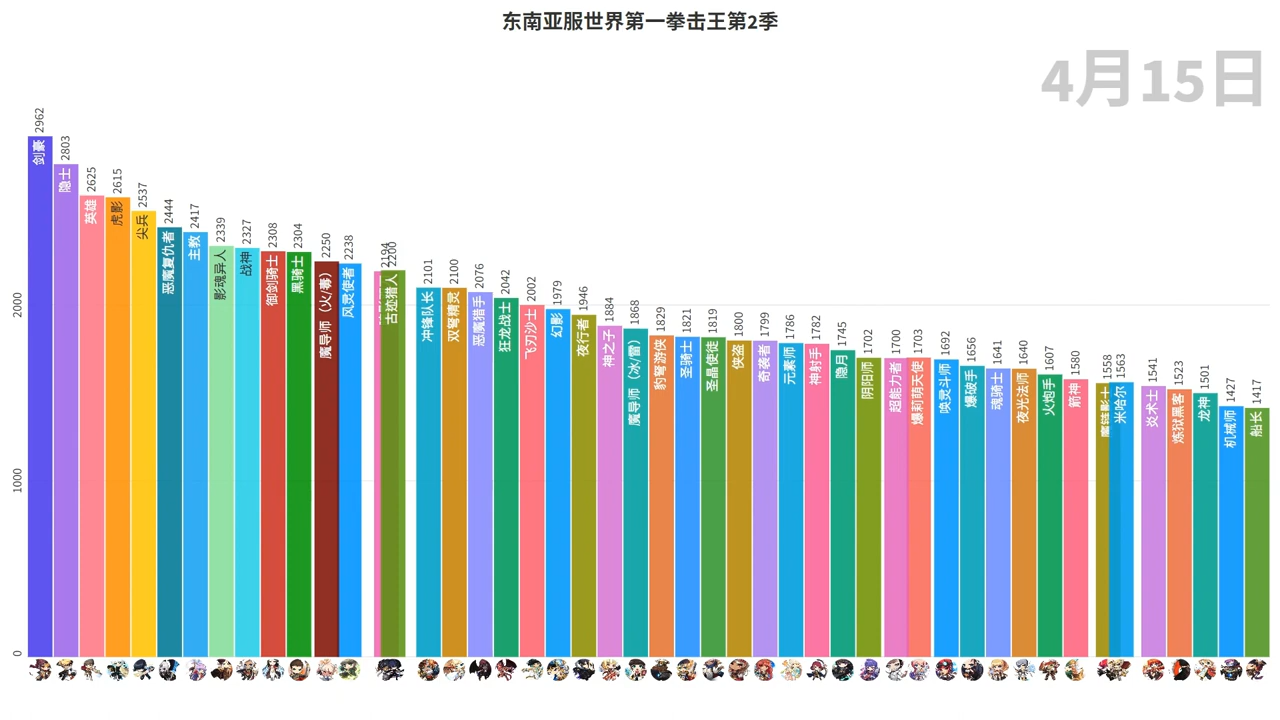 东南亚服世界第一拳击王第2季
4月15日
2000
1000
0
剑豪 2962
隐士 2803
英雄 2625
虎影 2615
尖兵 2537
恶魔复仇者 2444
主教 2417
影魂异人 2339
战神 2327
御剑骑士 2308
黑骑士 2304
魔导师（火/毒） 2250
风灵使者 2238
2194
古迹猎人 2200
冲锋队长 2101
双弩精灵 2100
恶魔猎手 2076
狂龙战士 2042
飞刃沙士 2002
幻影 1979
夜行者 1946
神之子 1884
魔导师（冰/雷） 1868
豹弩游侠 1829
圣骑士 1821
圣晶使徒 1819
侠盗 1800
奇袭者 1799
元素师 1786
神射手 1782
隐月 1745
阴阳师 1702
超能力者 1700
爆莉萌天使 1703
唤灵斗师 1692
爆破手 1656
魂骑士 1641
夜光法师 1640
火炮手 1607
箭神 1580
魔链影士 1558
米哈尔 1563
炎术士 1541
炼狱黑客 1523
龙神 1501
机械师 1427
船长 1417